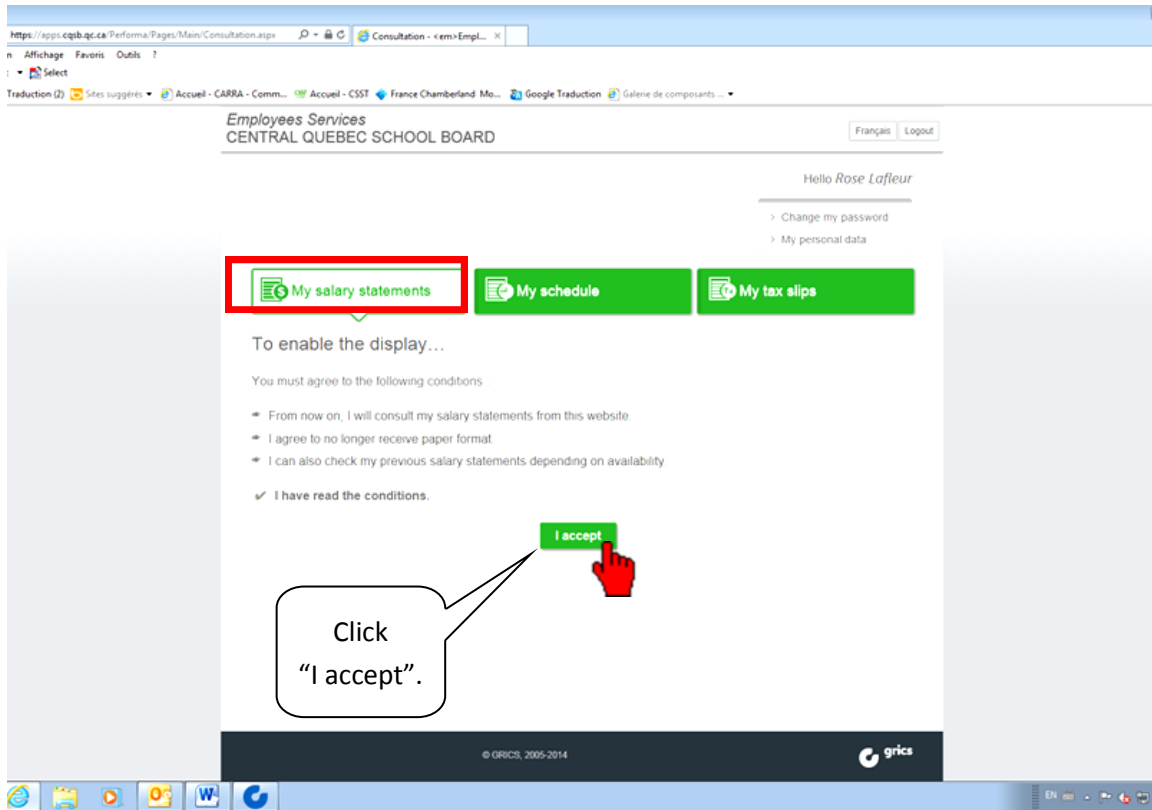 https://apps.cqsb.qc.ca/Performa/Pages/Main/Consultation.aspx
Consultation - <em>Empl...
n Affichage Favoris Outils ?
Select
Traduction (2) Sites suggérés Accueil - CARRA - Comm... Accueil - CSST France Chamberland Mo... Google Traduction Galerie de composants ...
Employees Services
CENTRAL QUEBEC SCHOOL BOARD
Français Logout
Hello Rose Lafleur
> Change my password
> My personal data
My salary statements My schedule My tax slips
To enable the display...
You must agree to the following conditions
From now on, I will consult my salary statements from this website.
I agree to no longer receive paper format
I can also check my previous salary statements depending on availability
✔ I have read the conditions.
I accept
Click
“I accept”.
© GRICS, 2005-2014
grics
EN